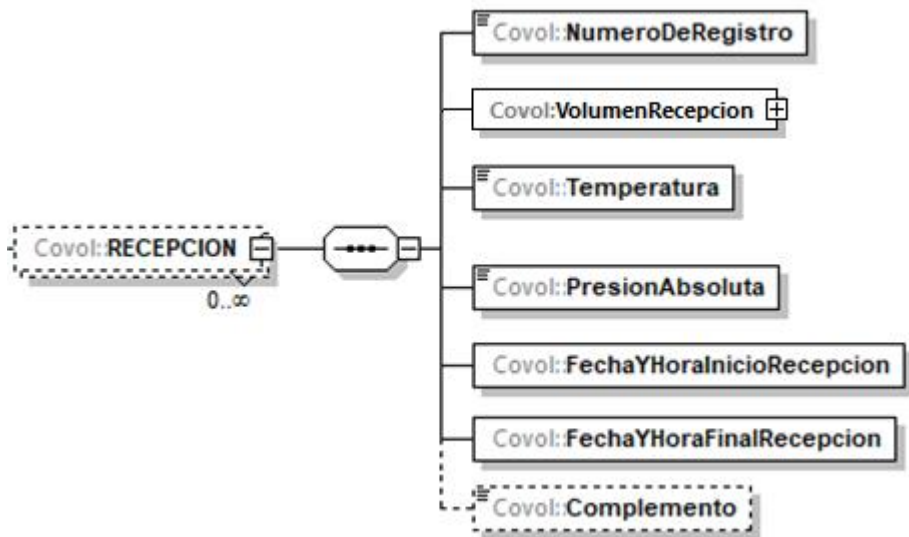 Covol::NumeroDeRegistro
Covol:VolumenRecepcion
Covol::Temperatura
Covol::RECEPCION
0..∞
Covol::PresionAbsoluta
Covol::FechaYHoraInicioRecepcion
Covol::FechaYHoraFinalRecepcion
Covol::Complemento